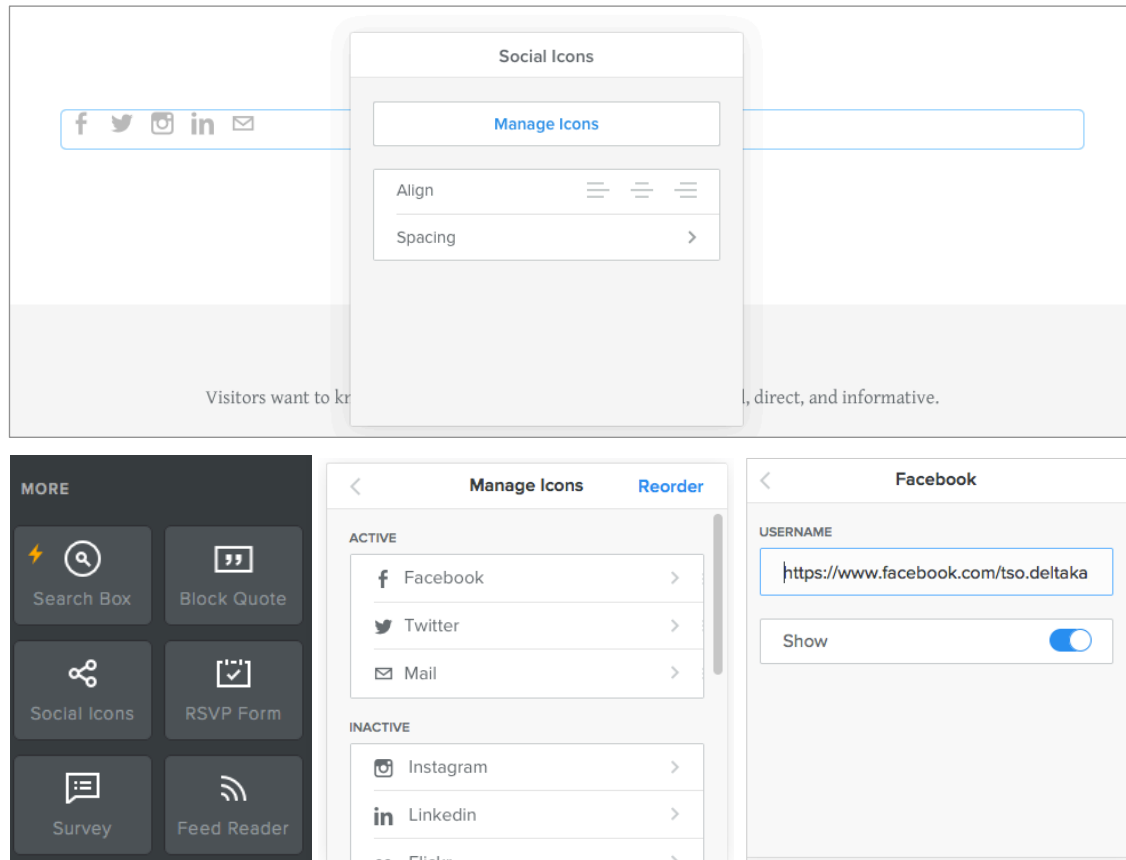 Social Icons
Manage Icons
Align
Spacing
Visitors want to kr
, direct, and informative.
MORE
Search Box
Block Quote
Social Icons
RSVP Form
Survey
Feed Reader
Manage Icons
Reorder
ACTIVE
Facebook
Twitter
Mail
INACTIVE
Instagram
Linkedin
Facebook
USERNAME
https://www.facebook.com/tso.deltaka
Show